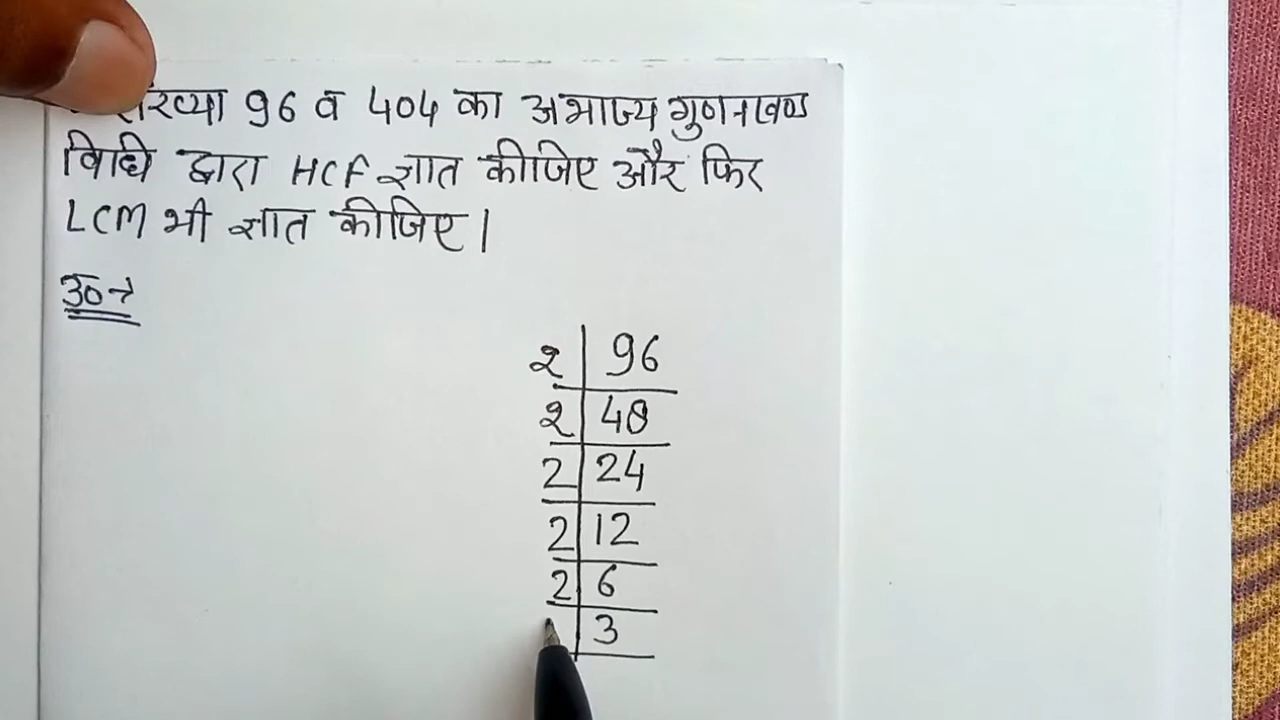 संख्या 96 व 404 का अभाज्य गुणनखण्ड
विधि द्वारा HCF ज्ञात कीजिए और फिर
LCM भी ज्ञात कीजिए।
उ०→
2 96
2 48
2 24
2 12
2 6
3